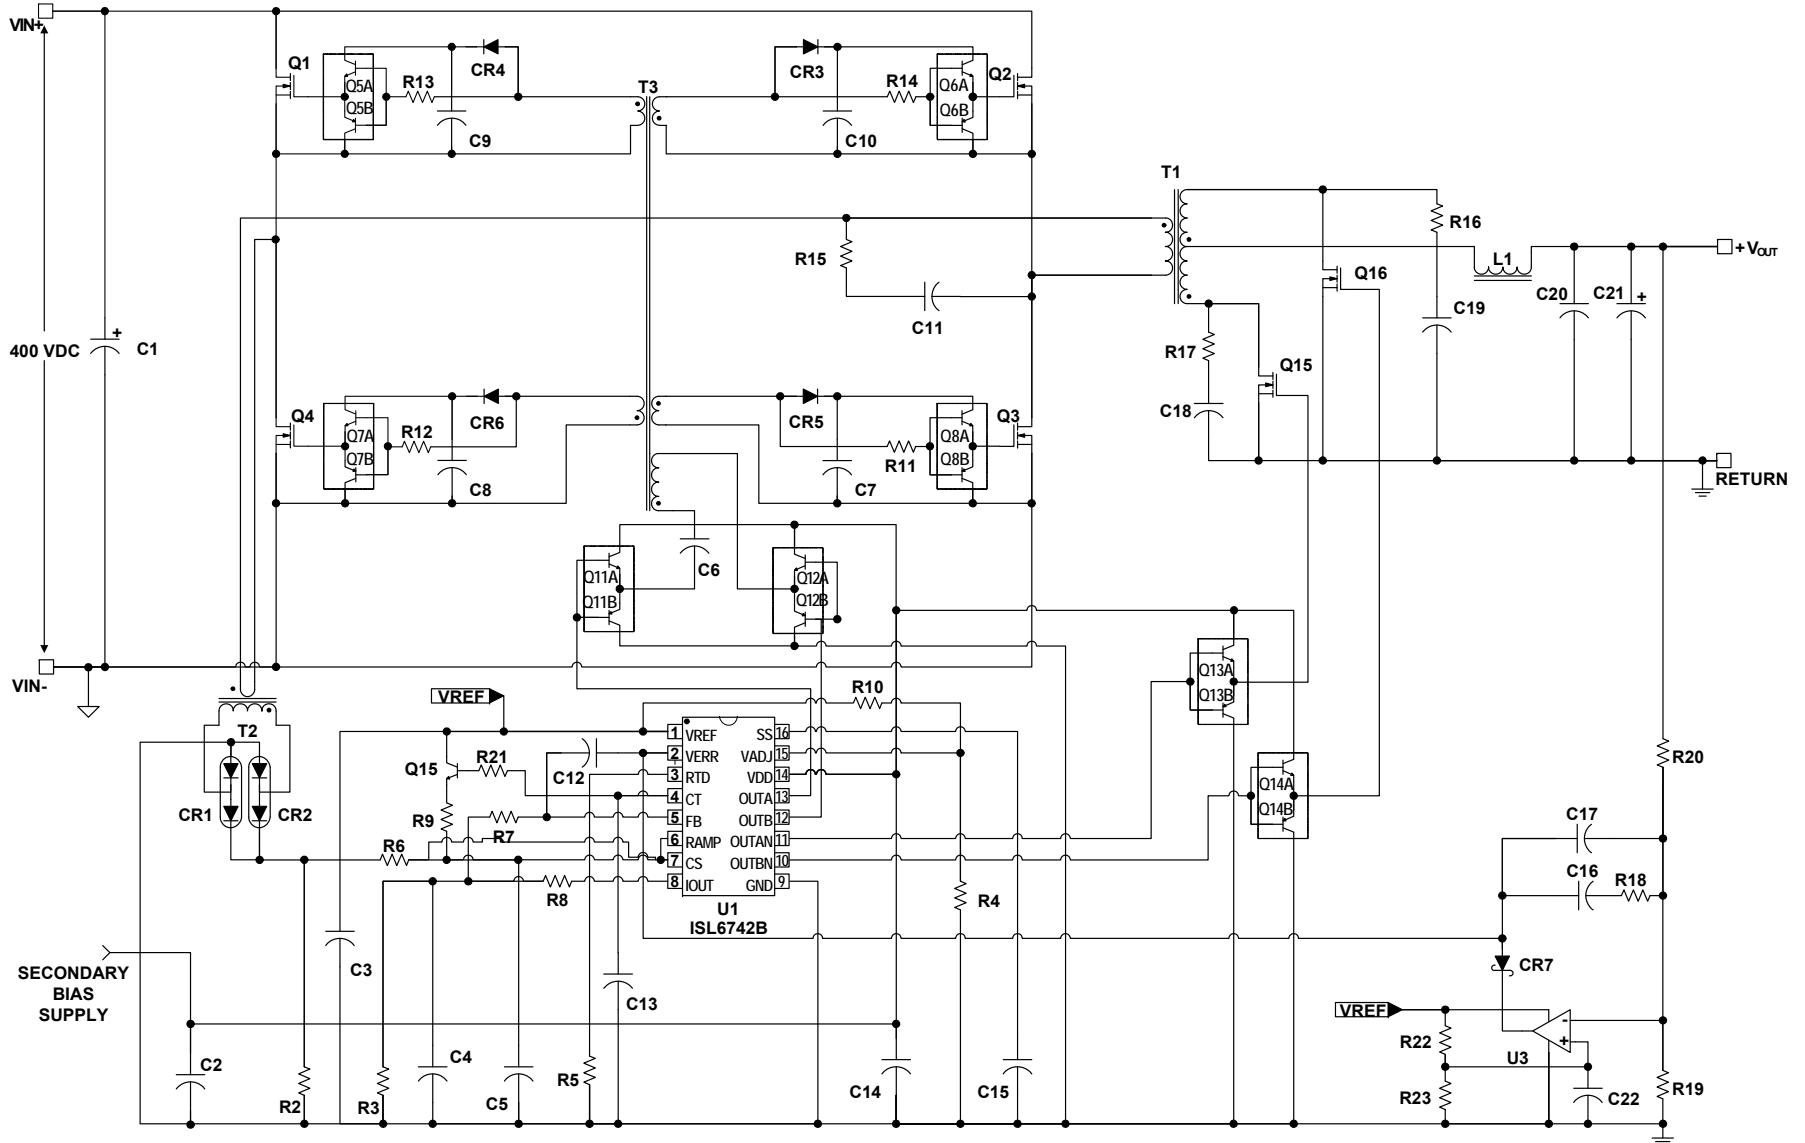 VIN+
400 VDC
VIN-
C1
Q1
Q5A
Q5B
R13
CR4
C9
T3
CR3
R14
C10
Q6A
Q6B
Q2
T1
R15
C11
R16
L1
+ VOUT
Q16
C19
C20
C21
+
+
R17
C18
Q15
RETURN
Q4
Q7A
Q7B
R12
CR6
C8
CR5
R11
C7
Q8A
Q8B
Q3
Q11A
Q11B
C6
Q12A
Q12B
Q13A
Q13B
Q14A
Q14B
T2
CR1
CR2
VREF
R10
Q15
R21
C12
R9
R6
R7
R8
1 VREF
2 VERR
3 RTD
4 CT
5 FB
6 RAMP
7 CS
8 IOUT
SS 16
VADJ 15
VDD 14
OUTA 13
OUTB 12
OUTAN 11
OUTBN 10
GND 9
U1
ISL6742B
R4
R20
C17
C16
R18
CR7
SECONDARY
BIAS
SUPPLY
C3
C13
C2
R2
R3
C4
C5
R5
C14
C15
VREF
R22
R23
U3
-
+
C22
R19